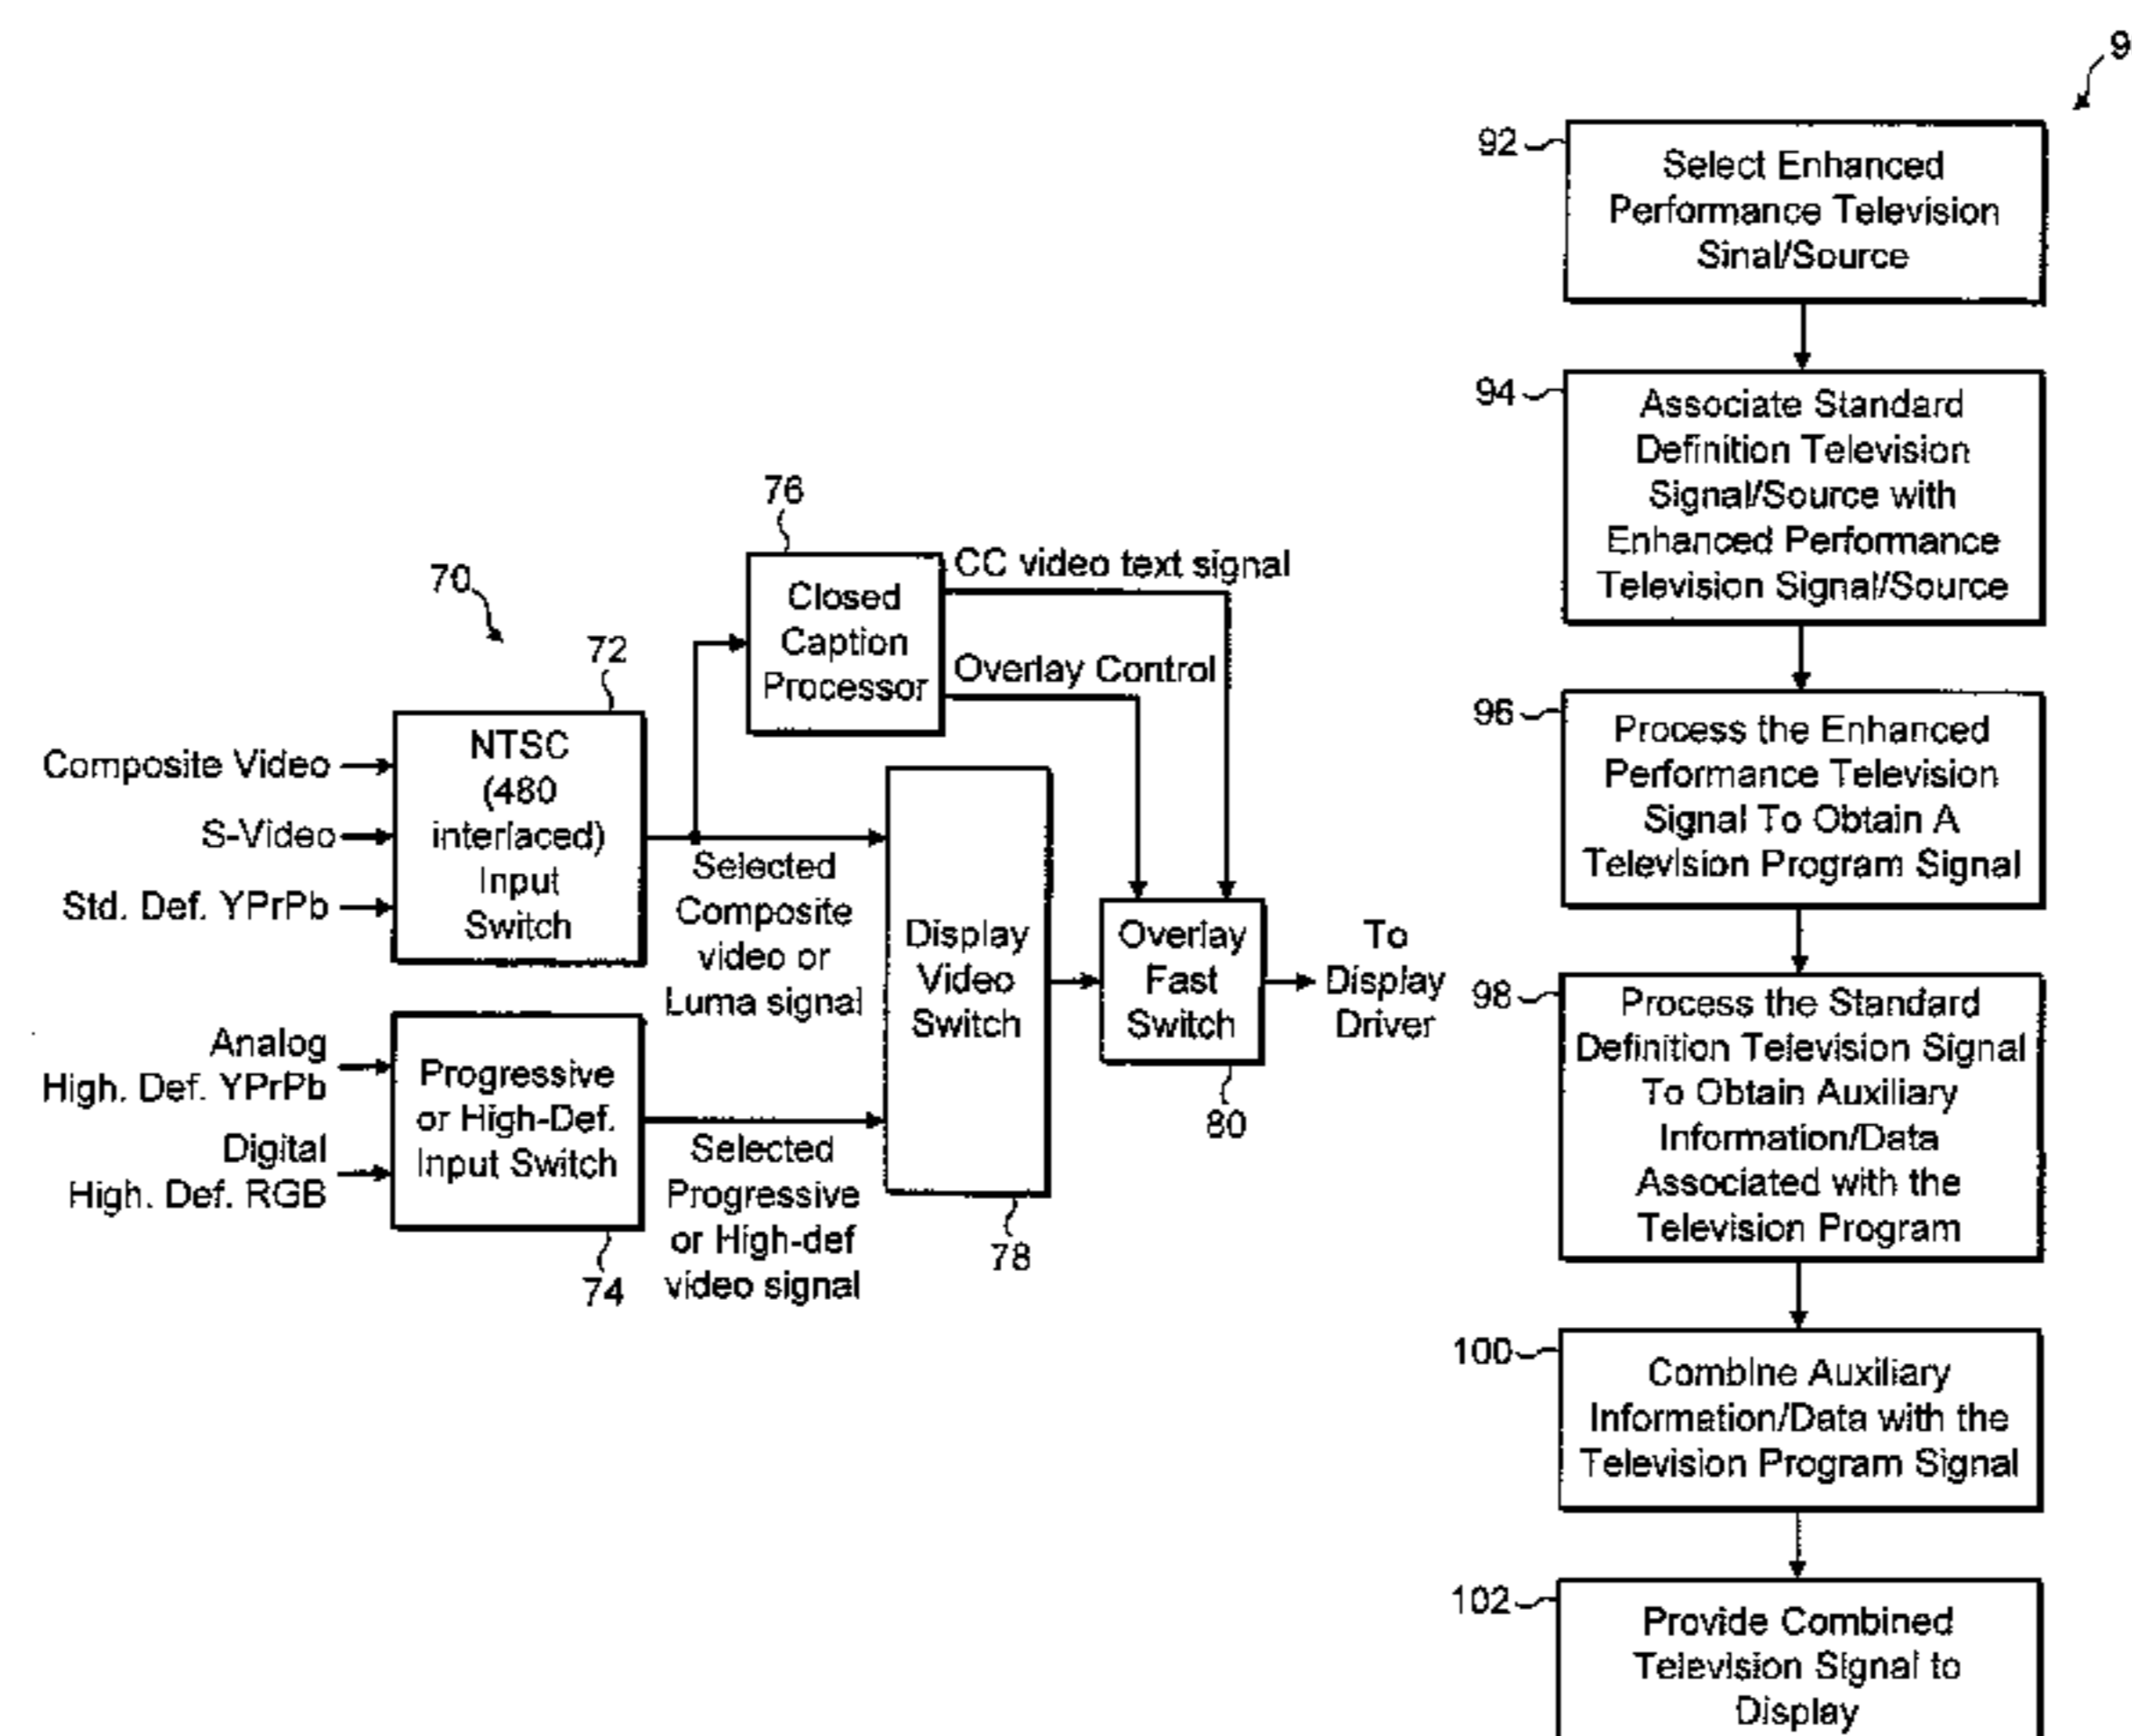 70
72
NTSC
(480
interlaced)
Input
Switch
Composite Video
S-Video
Std. Def. YPrPb
Analog
High. Def. YPrPb
Digital
High. Def. RGB
Progressive
or High-Def.
Input Switch
74
76
Closed
Caption
Processor
CC video text signal
Overlay Control
Selected
Composite
video or
Luma signal
Selected
Progressive
or High-def
video signal
Display
Video
Switch
78
Overlay
Fast
Switch
80
To
Display
Driver
9
92
Select Enhanced
Performance Television
Sinal/Source
94
Associate Standard
Definition Television
Signal/Source with
Enhanced Performance
Television Signal/Source
96
Process the Enhanced
Performance Television
Signal To Obtain A
Television Program Signal
98
Process the Standard
Definition Television Signal
To Obtain Auxiliary
Information/Data
Associated with the
Television Program
100
Combine Auxiliary
Information/Data with the
Television Program Signal
102
Provide Combined
Television Signal to
Display